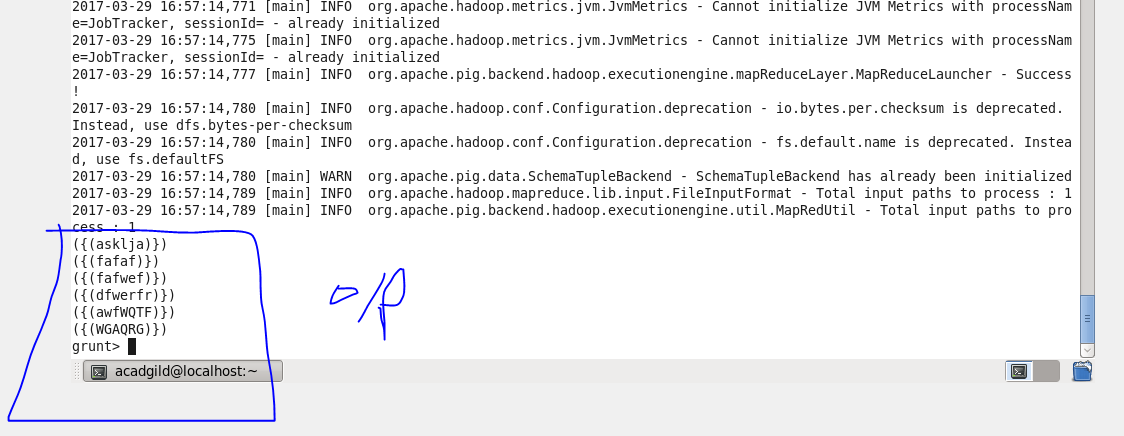 2017-03-29 16:57:14,771 [main] INFO  org.apache.hadoop.metrics.jvm.JvmMetrics - Cannot initialize JVM Metrics with processNam
e=JobTracker, sessionId= - already initialized
2017-03-29 16:57:14,775 [main] INFO  org.apache.hadoop.metrics.jvm.JvmMetrics - Cannot initialize JVM Metrics with processNam
e=JobTracker, sessionId= - already initialized
2017-03-29 16:57:14,777 [main] INFO  org.apache.pig.backend.hadoop.executionengine.mapReduceLayer.MapReduceLauncher - Success
!
2017-03-29 16:57:14,780 [main] INFO  org.apache.hadoop.conf.Configuration.deprecation - io.bytes.per.checksum is deprecated.
Instead, use dfs.bytes-per-checksum
2017-03-29 16:57:14,780 [main] INFO  org.apache.hadoop.conf.Configuration.deprecation - fs.default.name is deprecated. Instea
d, use fs.defaultFS
2017-03-29 16:57:14,780 [main] WARN  org.apache.pig.data.SchemaTupleBackend - SchemaTupleBackend has already been initialized
2017-03-29 16:57:14,789 [main] INFO  org.apache.hadoop.mapreduce.lib.input.FileInputFormat - Total input paths to process : 1
2017-03-29 16:57:14,789 [main] INFO  org.apache.pig.backend.hadoop.executionengine.util.MapRedUtil - Total input paths to pro
cess : 1
({(asklja)})
({(fafaf)})
({(fafwef)})
({(dfwerfr)})
({(awfWQTF)})
({(WGAQRG)})
o/p
grunt>
acadgild@localhost:~